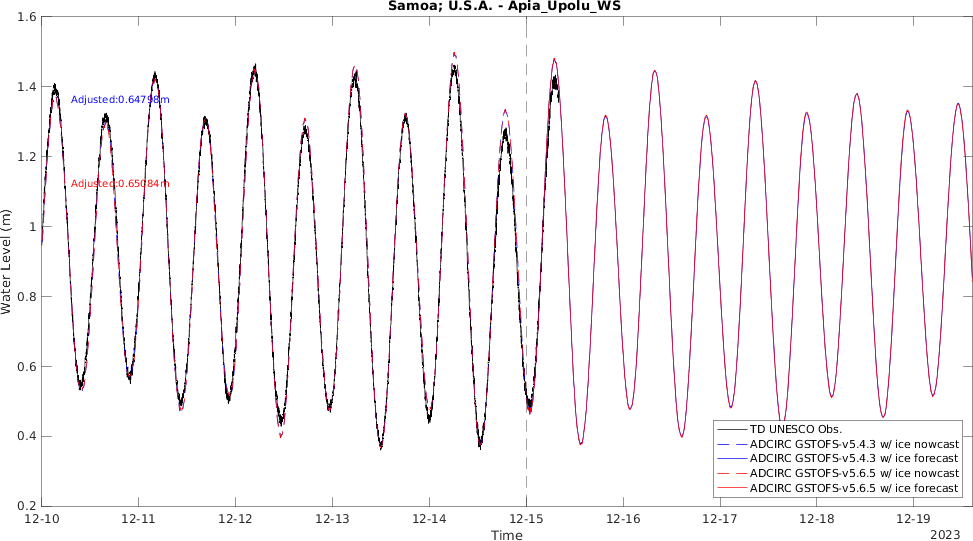 Samoa; U.S.A. - Apia_Upolu_WS
1.6
1.4
1.2
1
0.8
0.6
0.4
0.2
Water Level (m)
Adjusted:0.64798m
Adjusted:0.65084m
TD UNESCO Obs.
ADCIRC GSTOFS-v5.4.3 w/ ice nowcast
ADCIRC GSTOFS-v5.4.3 w/ ice forecast
ADCIRC GSTOFS-v5.6.5 w/ ice nowcast
ADCIRC GSTOFS-v5.6.5 w/ ice forecast
12-10 12-11 12-12 12-13 12-14 12-15 12-16 12-17 12-18 12-19
Time
2023